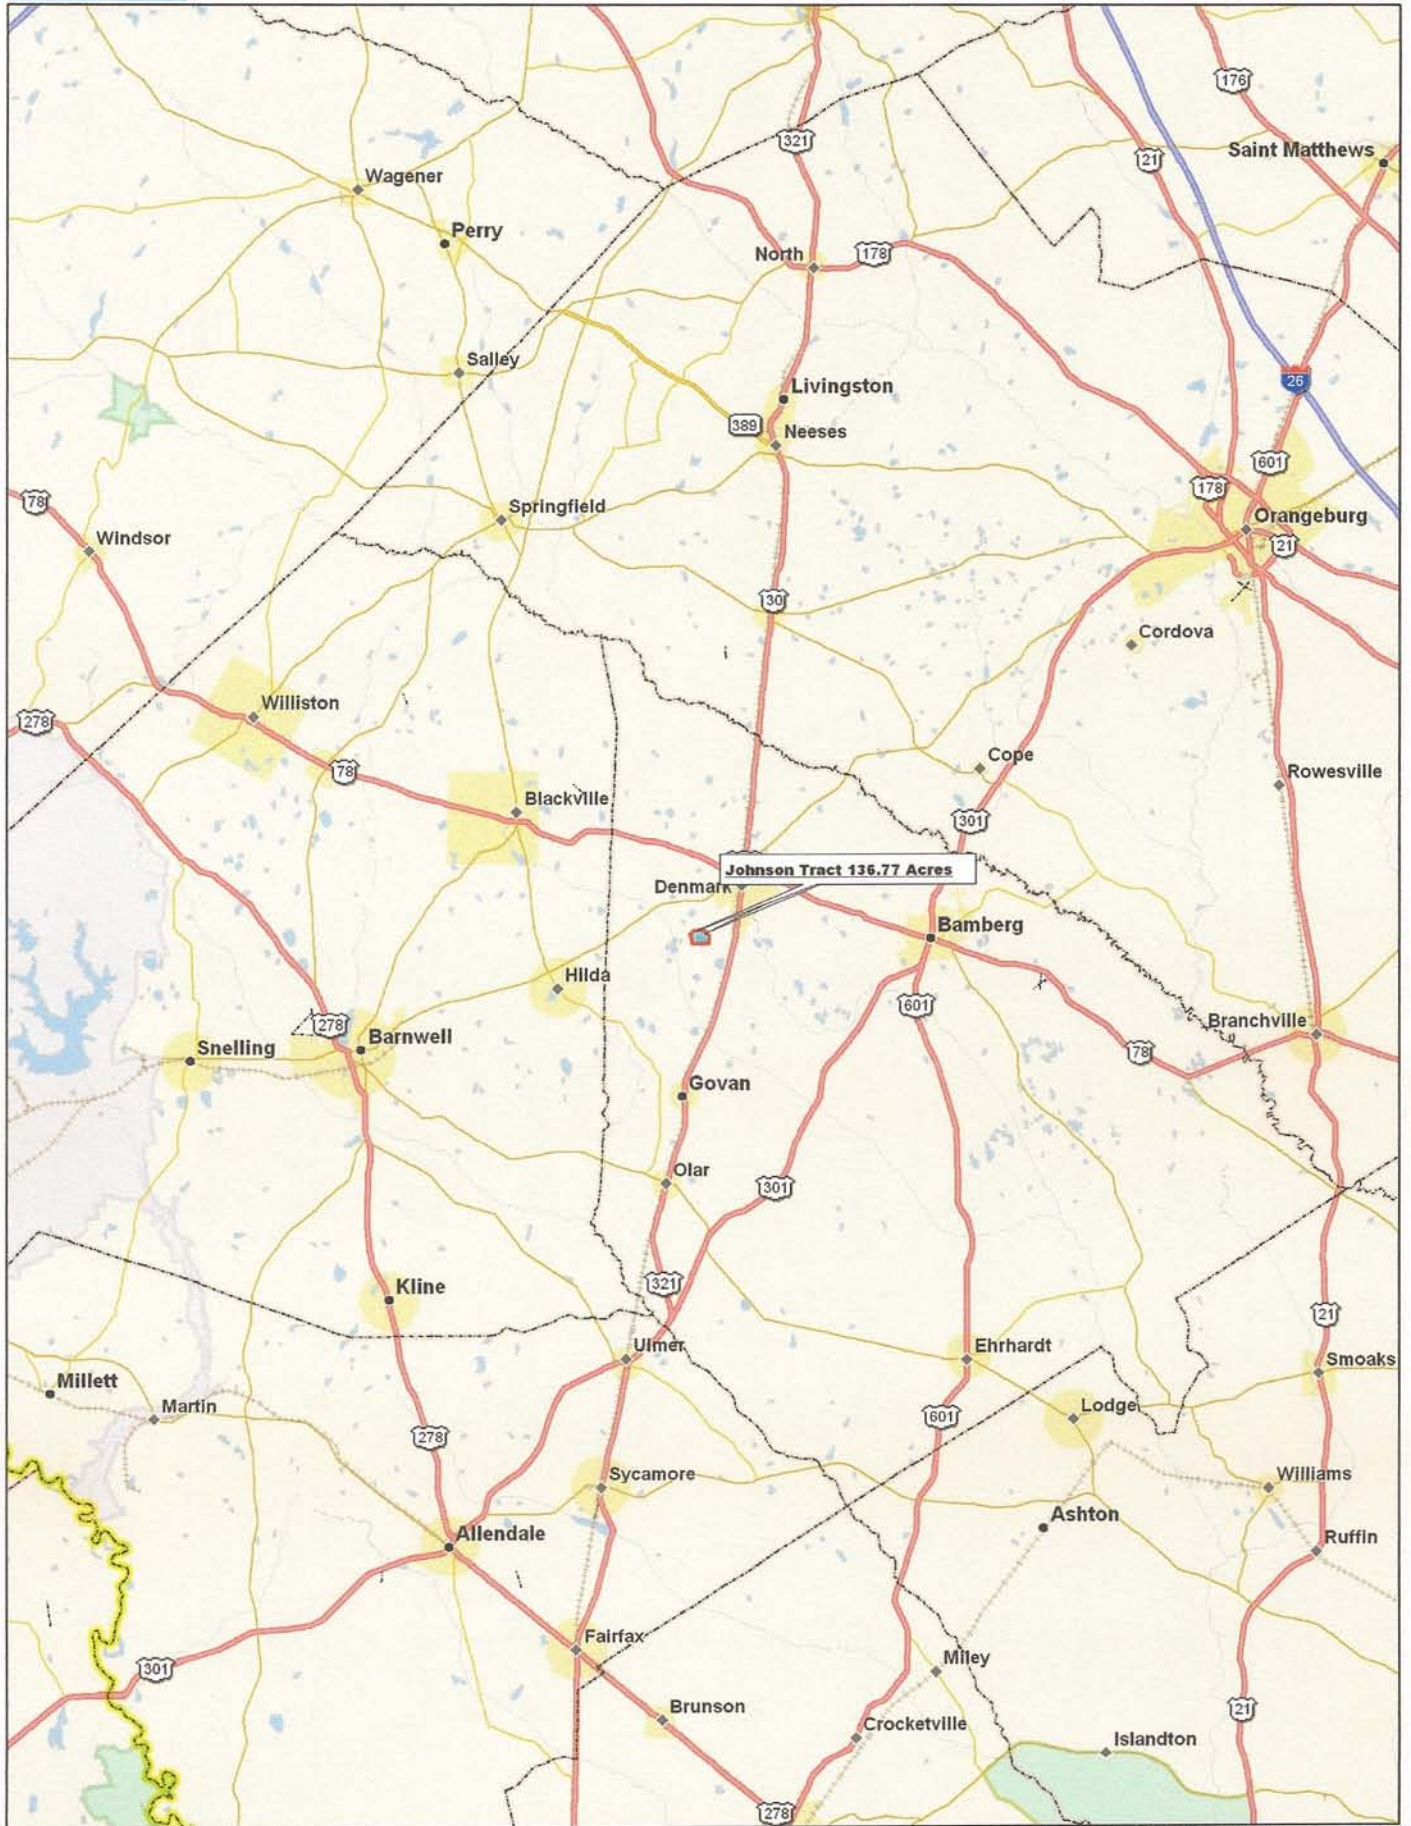 176
321
21
Saint Matthews
Wagener
Perry
North
178
Salley
26
Livingston
389
Neeses
601
178
78
Springfield
Orangeburg
Windsor
21
30
Cordova
Williston
278
Cope
78
Rowesville
Blackville
301
Johnson Tract 136.77 Acres
Denmark
Bamberg
Hilda
601
Branchville
278
Barnwell
Snelling
78
Govan
Olar
301
Kline
321
21
Ulmer
Ehrhardt
Smoaks
Millett
Martin
Lodge
601
278
Sycamore
Williams
Ashton
Allendale
Ruffin
Fairfax
Miley
301
Brunson
21
Crocketville
Islandton
278